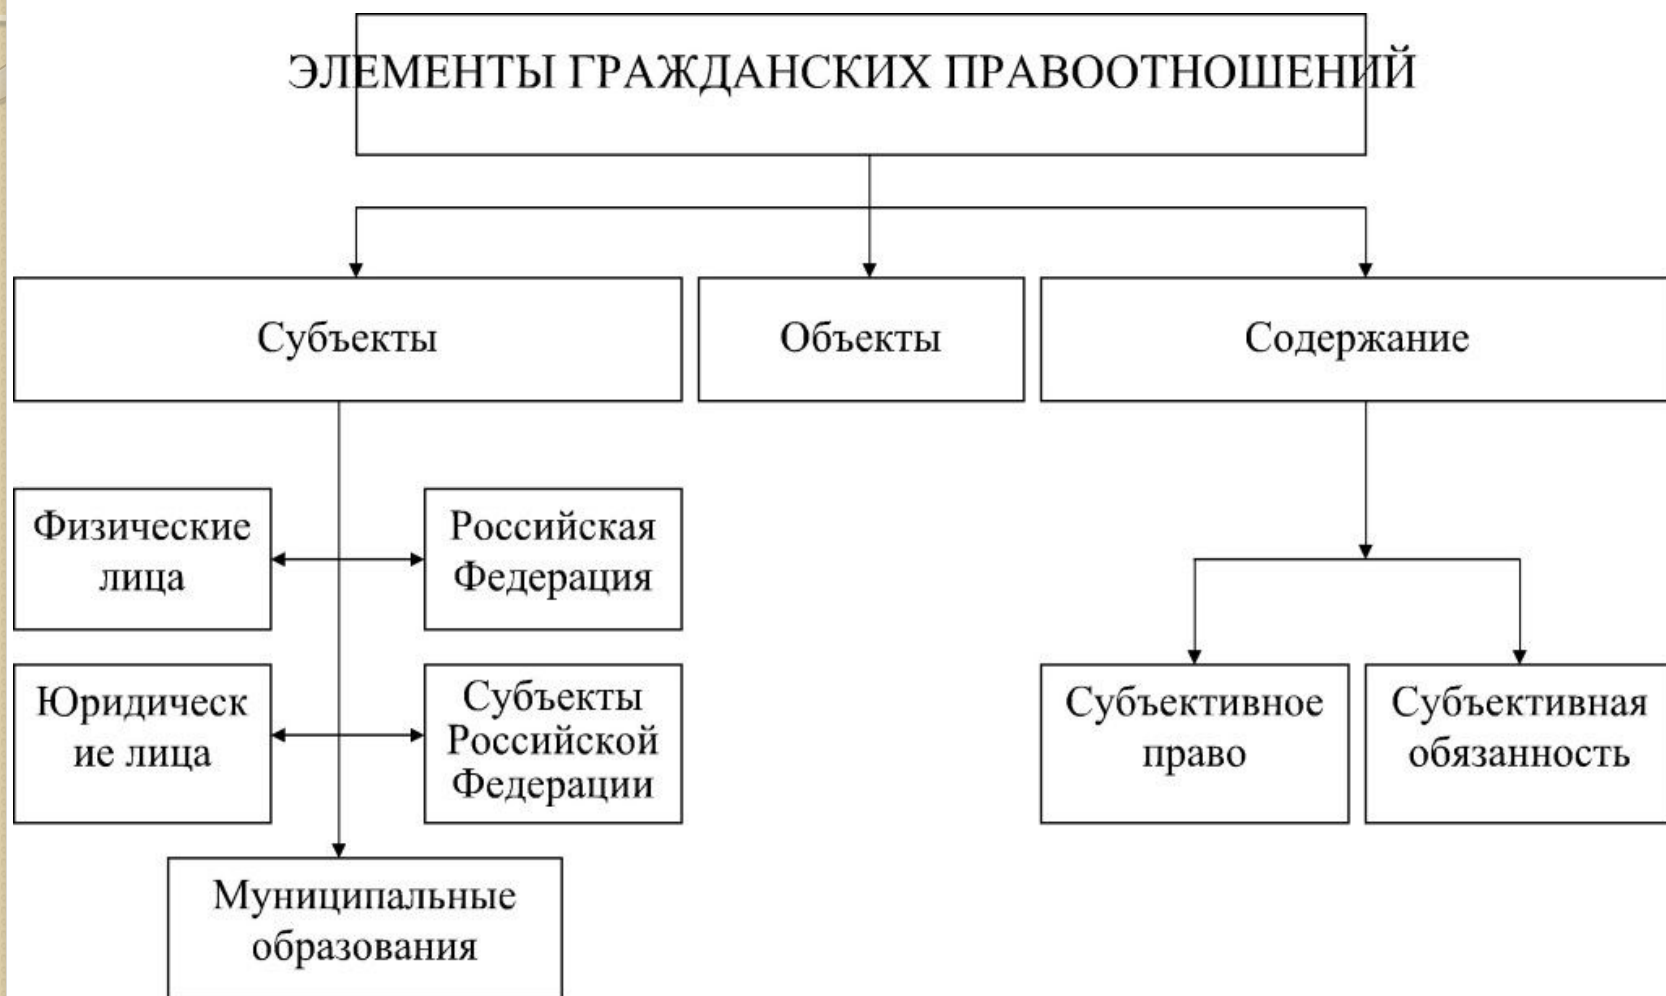 ЭЛЕМЕНТЫ ГРАЖДАНСКИХ ПРАВООТНОШЕНИЙ
Субъекты
Объекты
Содержание
Физические
лица
Российская
Федерация
Юридическ
ие лица
Субъекты
Российской
Федерации
Субъективное
право
Субъективная
обязанность
Муниципальные
образования